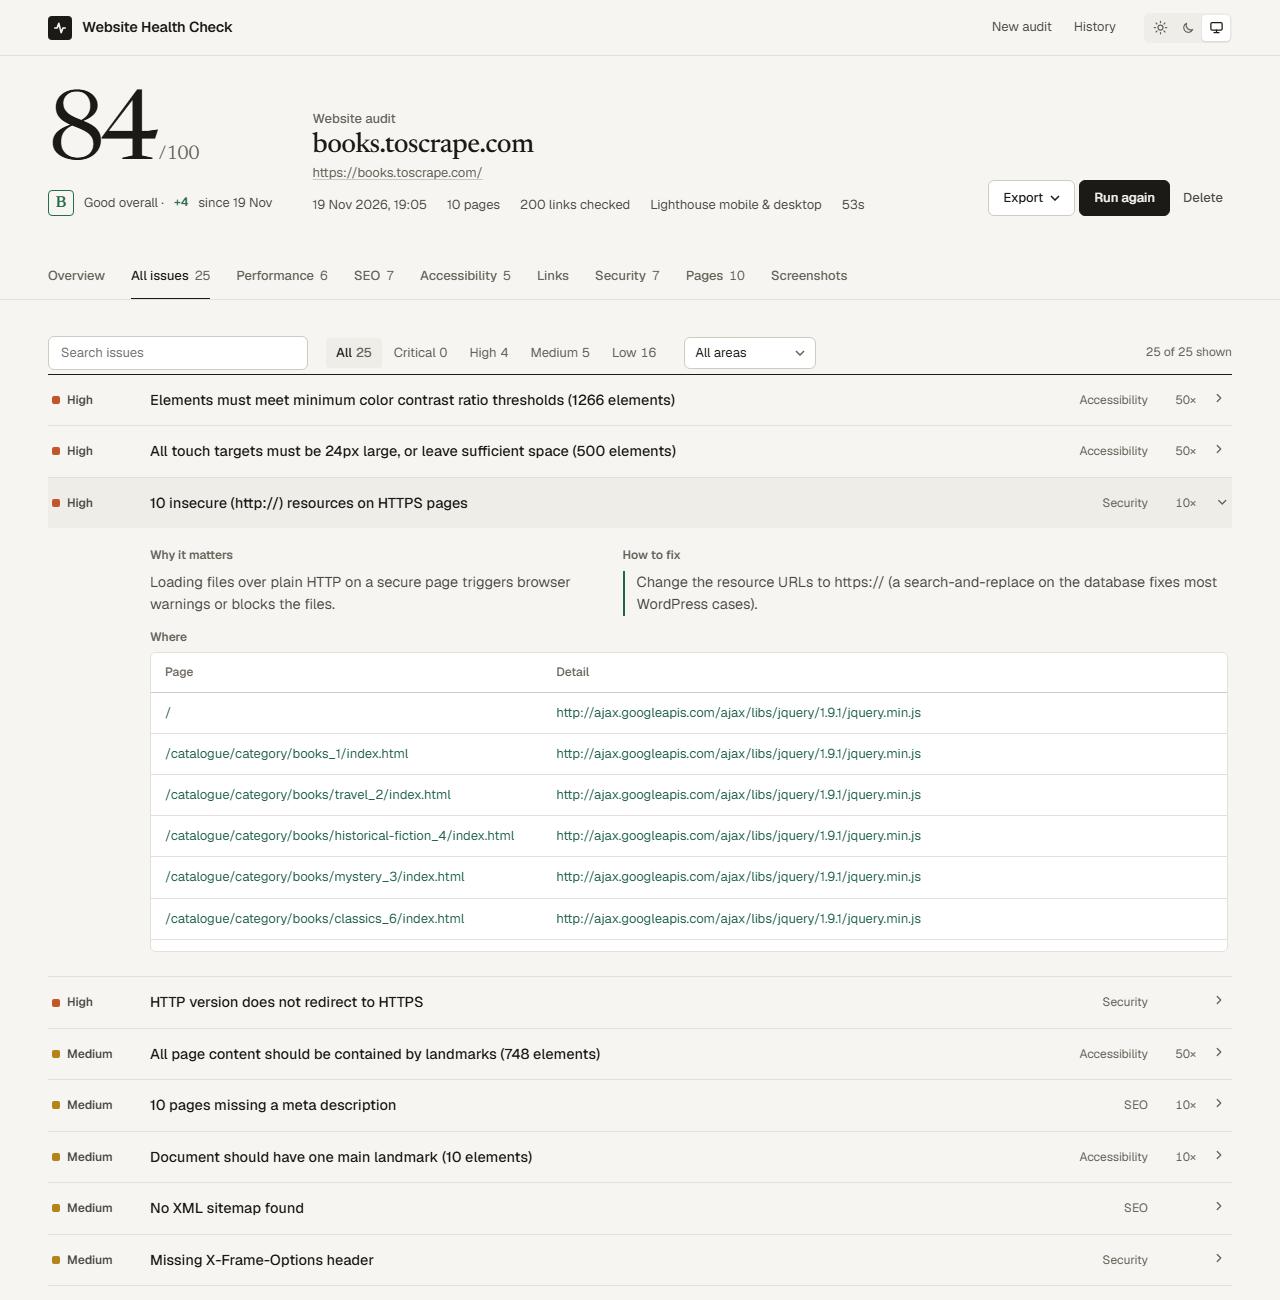 Website Health Check
New audit
History
84/100
B Good overall · +4 since 19 Nov
Website audit
books.toscrape.com
https://books.toscrape.com/
19 Nov 2026, 19:05 10 pages 200 links checked Lighthouse mobile & desktop 53s
Export
Run again
Delete
Overview All issues 25 Performance 6 SEO 7 Accessibility 5 Links Security 7 Pages 10 Screenshots
Search issues
All 25 Critical 0 High 4 Medium 5 Low 16
All areas
25 of 25 shown
High Elements must meet minimum color contrast ratio thresholds (1266 elements) Accessibility 50×
High All touch targets must be 24px large, or leave sufficient space (500 elements) Accessibility 50×
High 10 insecure (http://) resources on HTTPS pages Security 10×
Why it matters
Loading files over plain HTTP on a secure page triggers browser
warnings or blocks the files.
How to fix
Change the resource URLs to https:// (a search-and-replace on the database fixes most
WordPress cases).
Where
Page Detail
/ http://ajax.googleapis.com/ajax/libs/jquery/1.9.1/jquery.min.js
/catalogue/category/books_1/index.html http://ajax.googleapis.com/ajax/libs/jquery/1.9.1/jquery.min.js
/catalogue/category/books/travel_2/index.html http://ajax.googleapis.com/ajax/libs/jquery/1.9.1/jquery.min.js
/catalogue/category/books/historical-fiction_4/index.html http://ajax.googleapis.com/ajax/libs/jquery/1.9.1/jquery.min.js
/catalogue/category/books/mystery_3/index.html http://ajax.googleapis.com/ajax/libs/jquery/1.9.1/jquery.min.js
/catalogue/category/books/classics_6/index.html http://ajax.googleapis.com/ajax/libs/jquery/1.9.1/jquery.min.js
High HTTP version does not redirect to HTTPS Security
Medium All page content should be contained by landmarks (748 elements) Accessibility 50×
Medium 10 pages missing a meta description SEO 10×
Medium Document should have one main landmark (10 elements) Accessibility 10×
Medium No XML sitemap found SEO
Medium Missing X-Frame-Options header Security